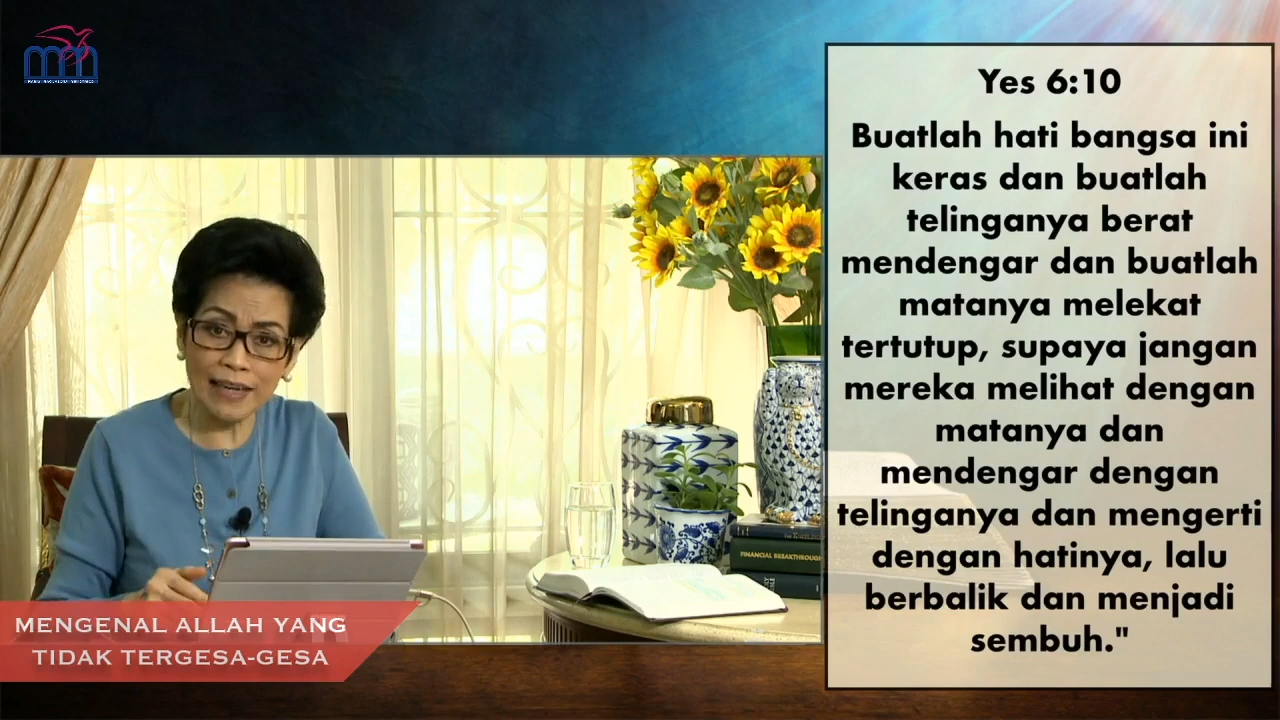 Yes 6:10
Buatlah hati bangsa ini
keras dan buatlah
telinganya berat
mendengar dan buatlah
matanya melekat
tertutup, supaya jangan
mereka melihat dengan
matanya dan
mendengar dengan
telinganya dan mengerti
dengan hatinya, lalu
berbalik dan menjadi
sembuh."
FINANCIAL BREAKTHROUGH
MENGENAL ALLAH YANG
TIDAK TERGESA-GESA